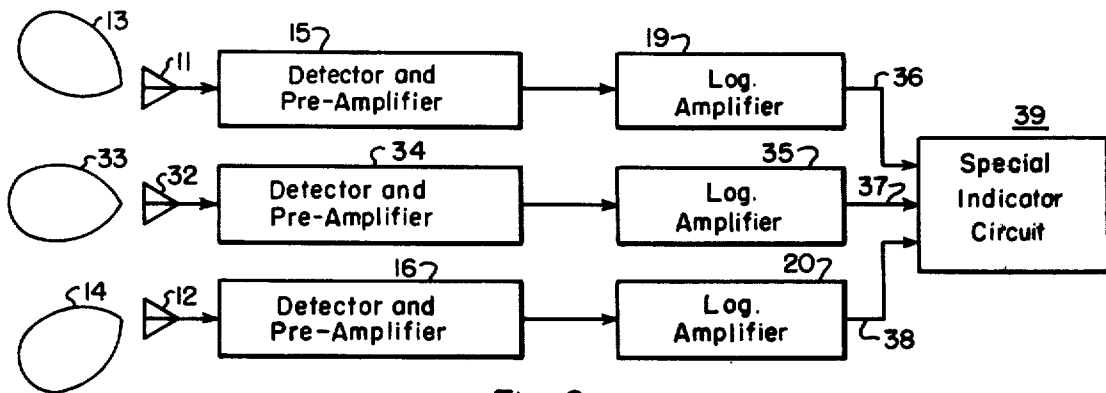 13
11
15
Detector and
Pre-Amplifier
19
Log.
Amplifier
36
39
Special
Indicator
Circuit
33
32
34
Detector and
Pre-Amplifier
35
Log.
Amplifier
37
14
12
16
Detector and
Pre-Amplifier
20
Log.
Amplifier
38